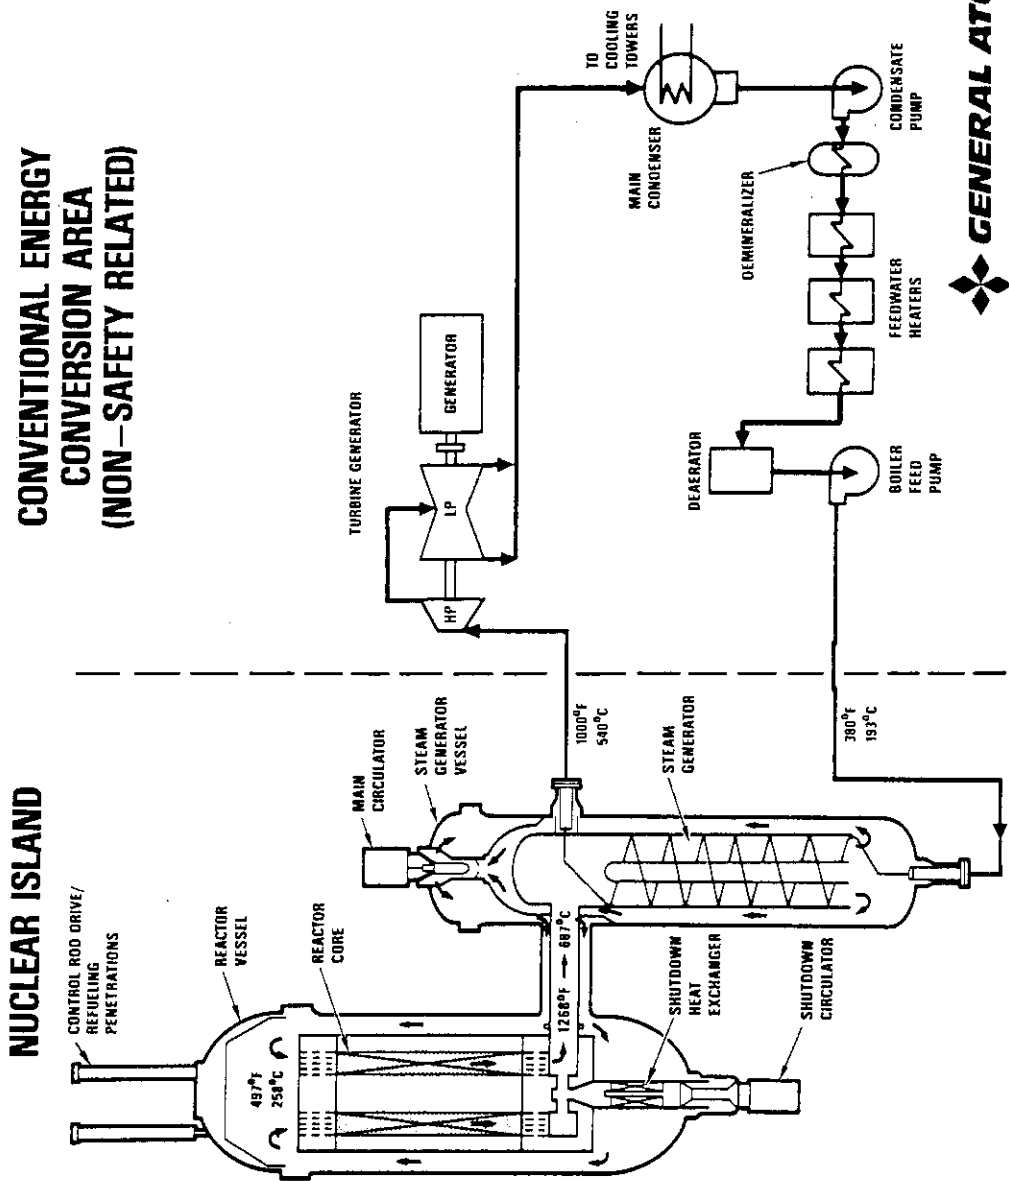 NUCLEAR ISLAND
CONVENTIONAL ENERGY
CONVERSION AREA
(NON-SAFETY RELATED)
CONTROL ROD DRIVE/
REFUELING
PENETRATIONS
REACTOR
VESSEL
497°F
258°C
REACTOR
CORE
MAIN
CIRCULATOR
STEAM
GENERATOR
VESSEL
1268°F
687°C
SHUTDOWN
HEAT
EXCHANGER
SHUTDOWN
CIRCULATOR
STEAM
GENERATOR
1000°F
540°C
380°F
193°C
TURBINE GENERATOR
HP
LP
GENERATOR
TO
COOLING
TOWERS
MAIN
CONDENSER
DEMINERALIZER
CONDENSATE
PUMP
FEEDWATER
HEATERS
DEAERATOR
BOILER
FEED
PUMP
GENERAL